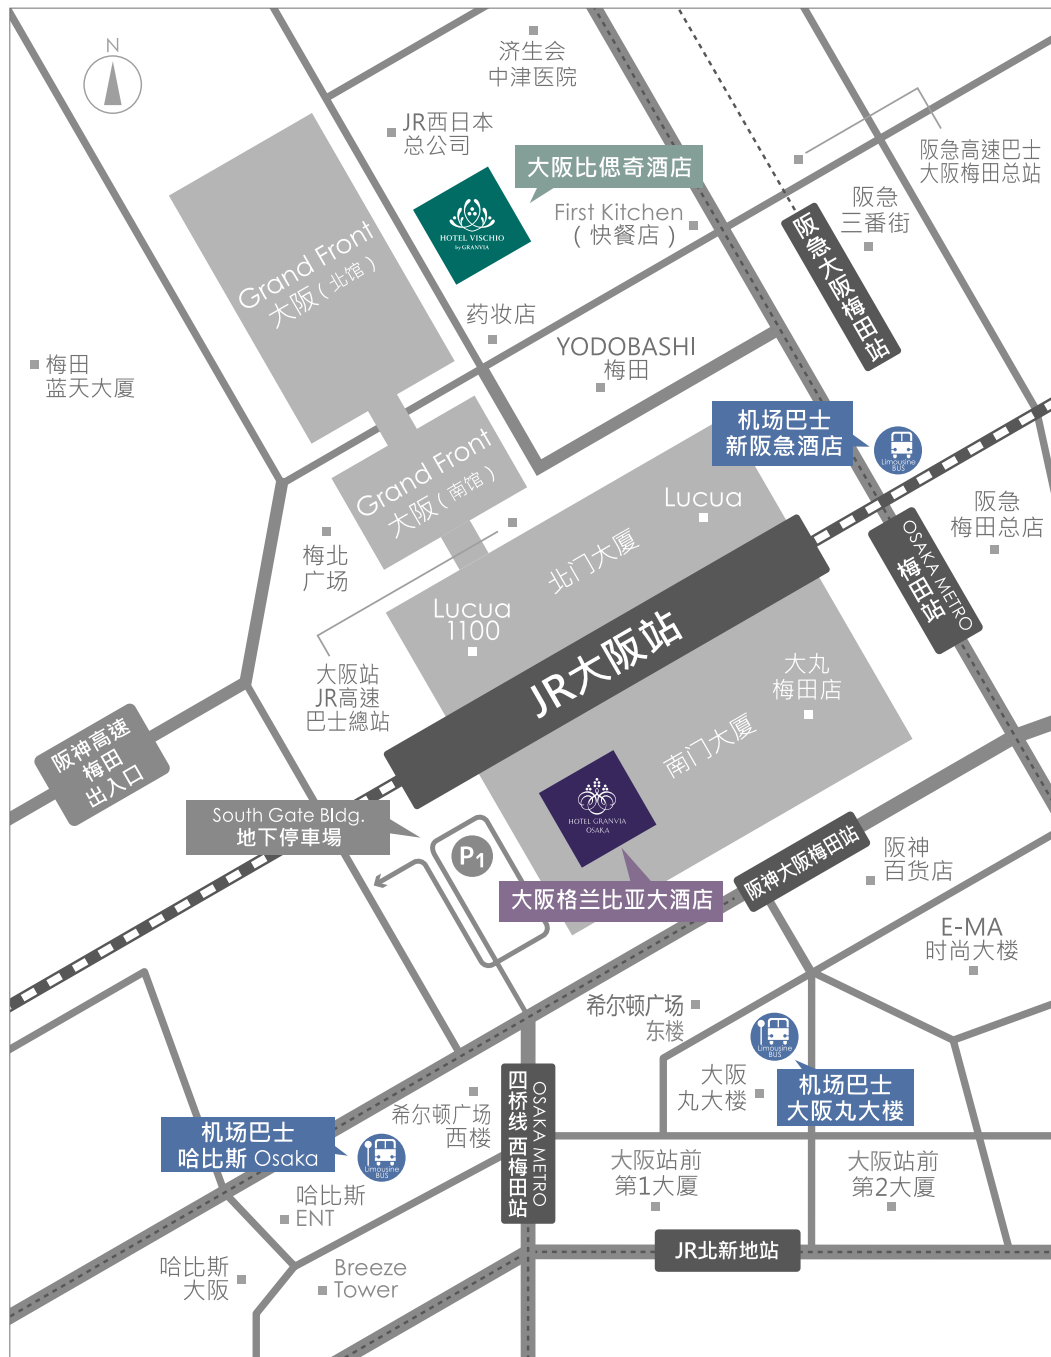 N
济生会
中津医院
JR西日本
总公司
大阪比偲奇酒店
HOTEL VISCHIO
by GRANVIA
First Kitchen
（快餐店）
阪急高速巴士
大阪梅田总站
阪急
三番街
阪急大阪梅田站
Grand Front
大阪（北馆）
药妆店
YODOBASHI
梅田
梅田
蓝天大厦
机场巴士
新阪急酒店
Limousine
BUS
Grand Front
大阪（南馆）
Lucua
阪急
梅田总店
OSAKA METRO
梅田站
梅北
广场
北门大厦
Lucua
1100
JR大阪站
大丸
梅田店
大阪站
JR高速
巴士總站
南门大厦
阪神高速
梅田
出入口
South Gate Bldg.
地下停車場
P1
HOTEL GRANVIA
OSAKA
大阪格兰比亚大酒店
阪神大阪梅田站
阪神
百货店
E-MA
时尚大楼
希尔顿广场
东楼
Limousine
BUS
大阪
丸大楼
机场巴士
大阪丸大楼
希尔顿广场
西楼
OSAKA METRO
四桥线 西梅田站
机场巴士
哈比斯 Osaka
Limousine
BUS
大阪站前
第1大厦
大阪站前
第2大厦
哈比斯
ENT
JR北新地站
哈比斯
大阪
Breeze
Tower